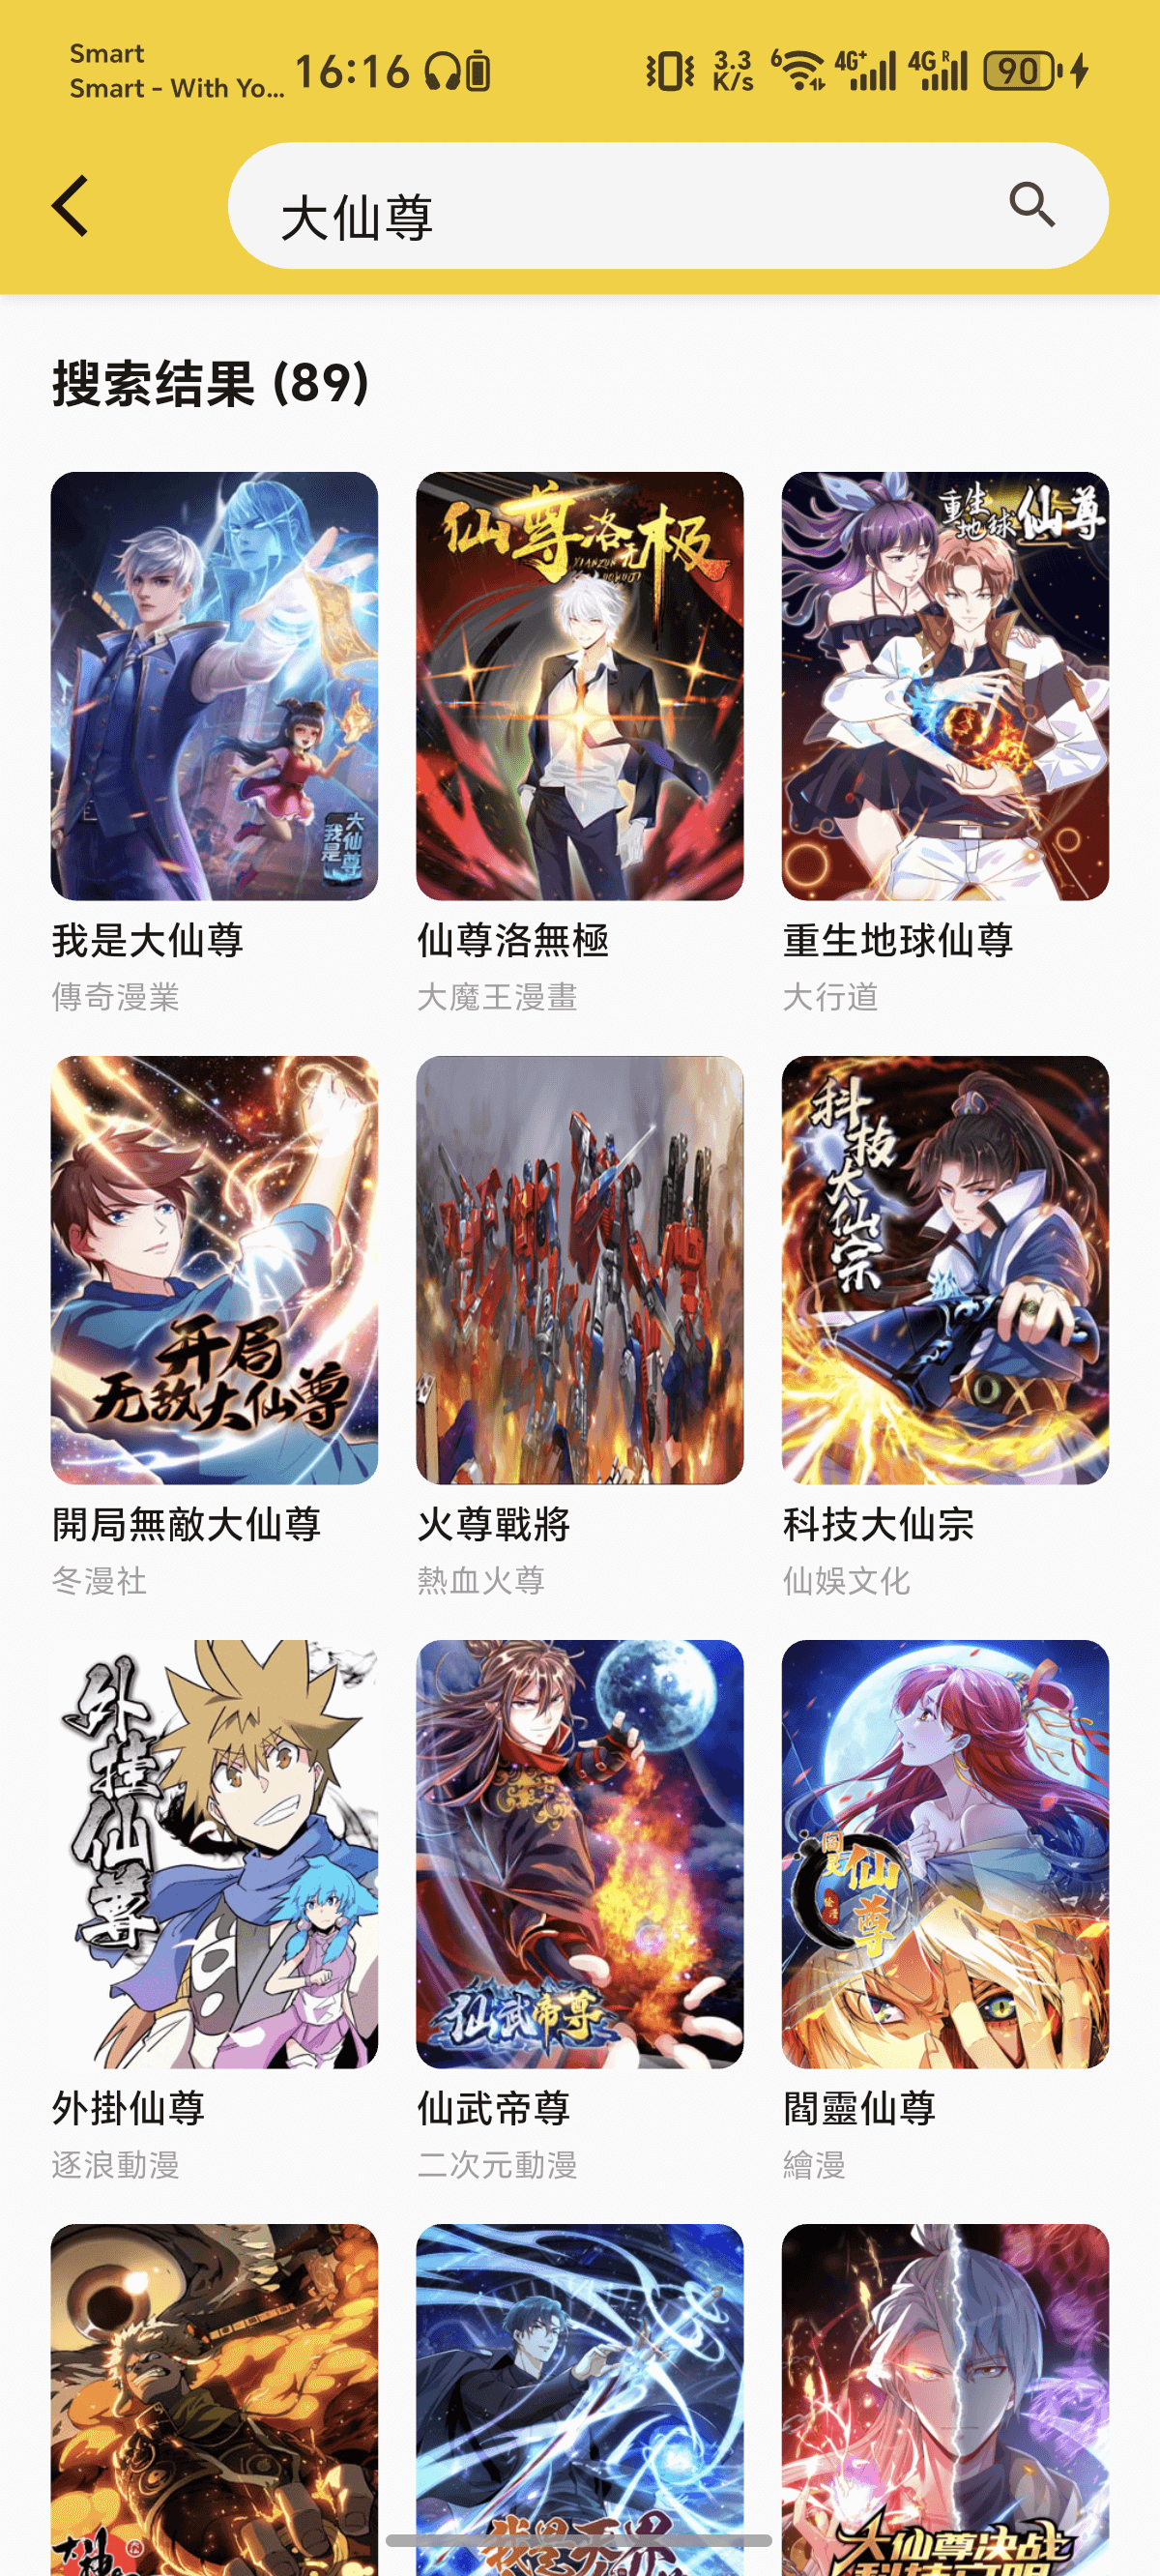 Smart
Smart - With Yo...
16:16
3.3
K/s
6
4G+
4G R
90
大仙尊
搜索结果 (89)
我是
大仙尊
仙尊洛无极
XIANZUN
LUOWUJI
重生
地球仙尊
我是大仙尊
仙尊洛無極
重生地球仙尊
傳奇漫業
大魔王漫畫
大行道
开局
无敌大仙尊
科技大仙宗
開局無敵大仙尊
火尊戰將
科技大仙宗
冬漫社
熱血火尊
仙娛文化
外挂仙尊
仙武帝尊
阎灵
仙尊
绘漫
外掛仙尊
仙武帝尊
閻靈仙尊
逐浪動漫
二次元動漫
繪漫
大仙尊决战